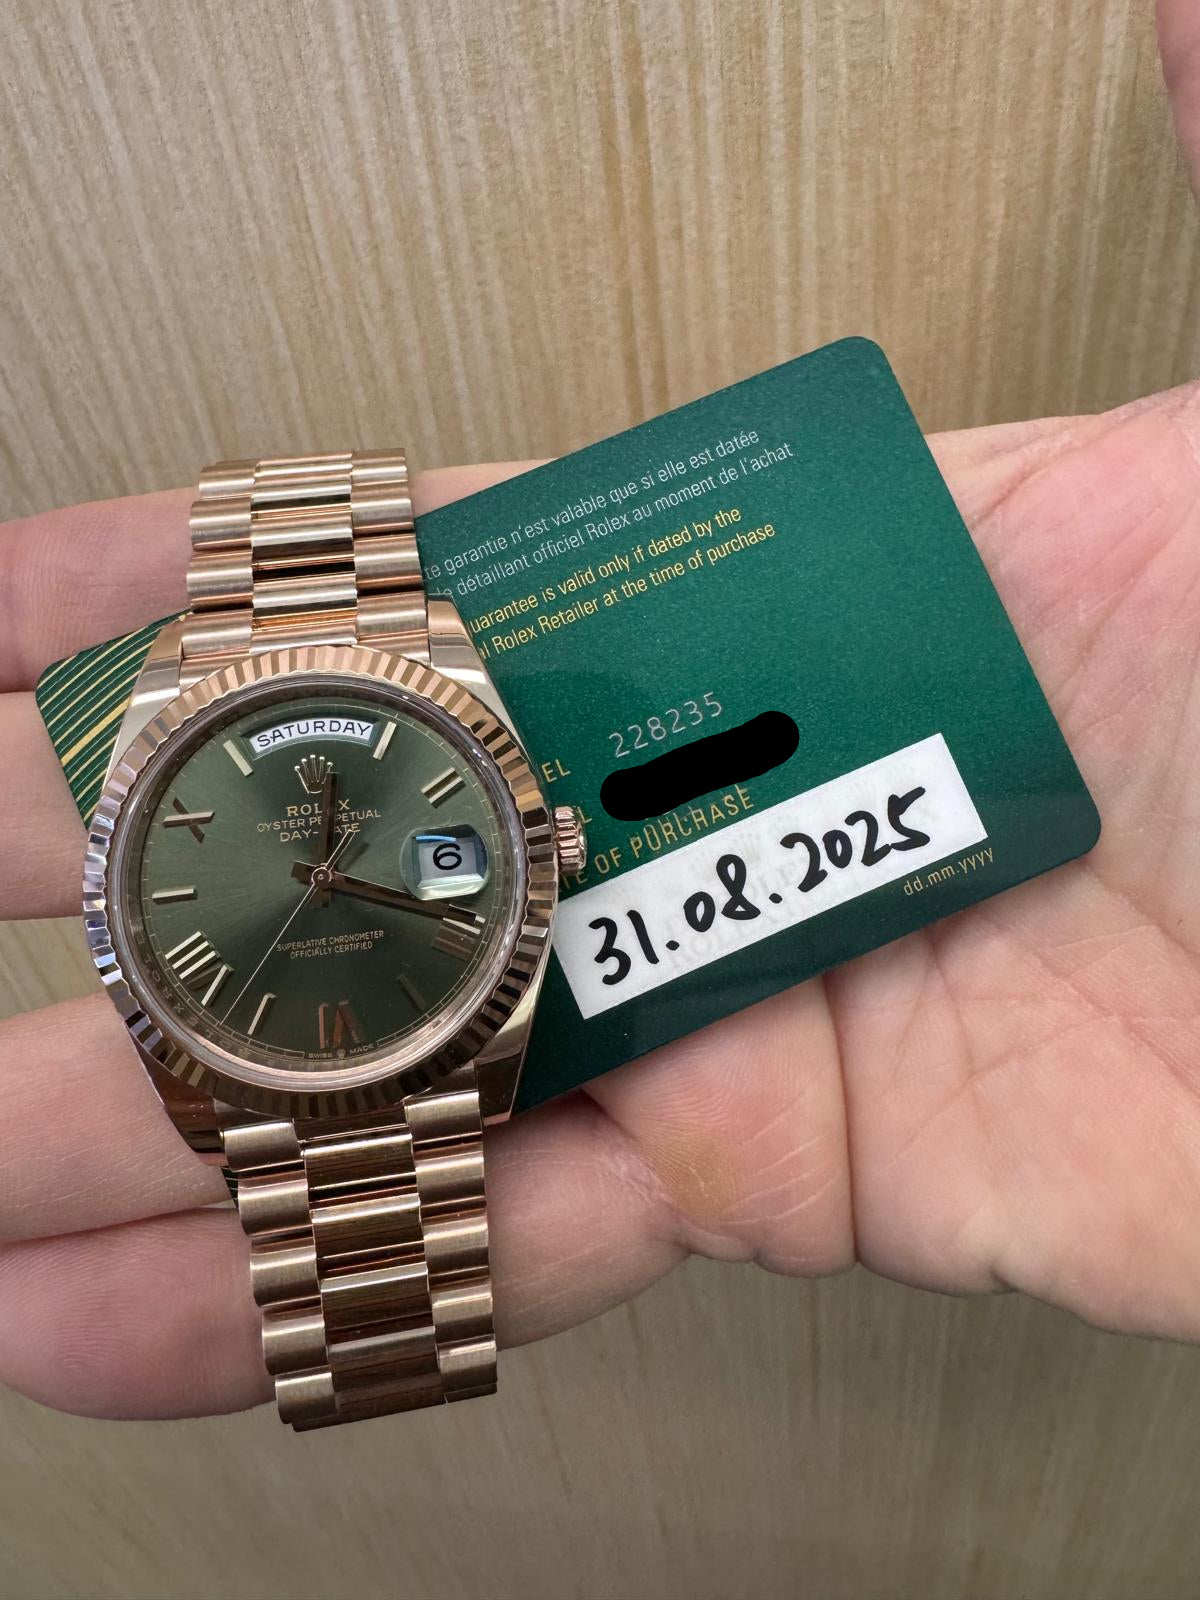 SATURDAY
ROLEX
OYSTER PERPETUAL
DAY-DATE
6
SUPERLATIVE CHRONOMETER
OFFICIALLY CERTIFIED
SWISS MADE
te garantie n'est valable que si elle est datée
le détaillant officiel Rolex au moment de l'achat
uarantee is valid only if dated by the
al Rolex Retailer at the time of purchase
EL 228235
L
TE OF PURCHASE
31.08.2025
dd.mm.yyyy